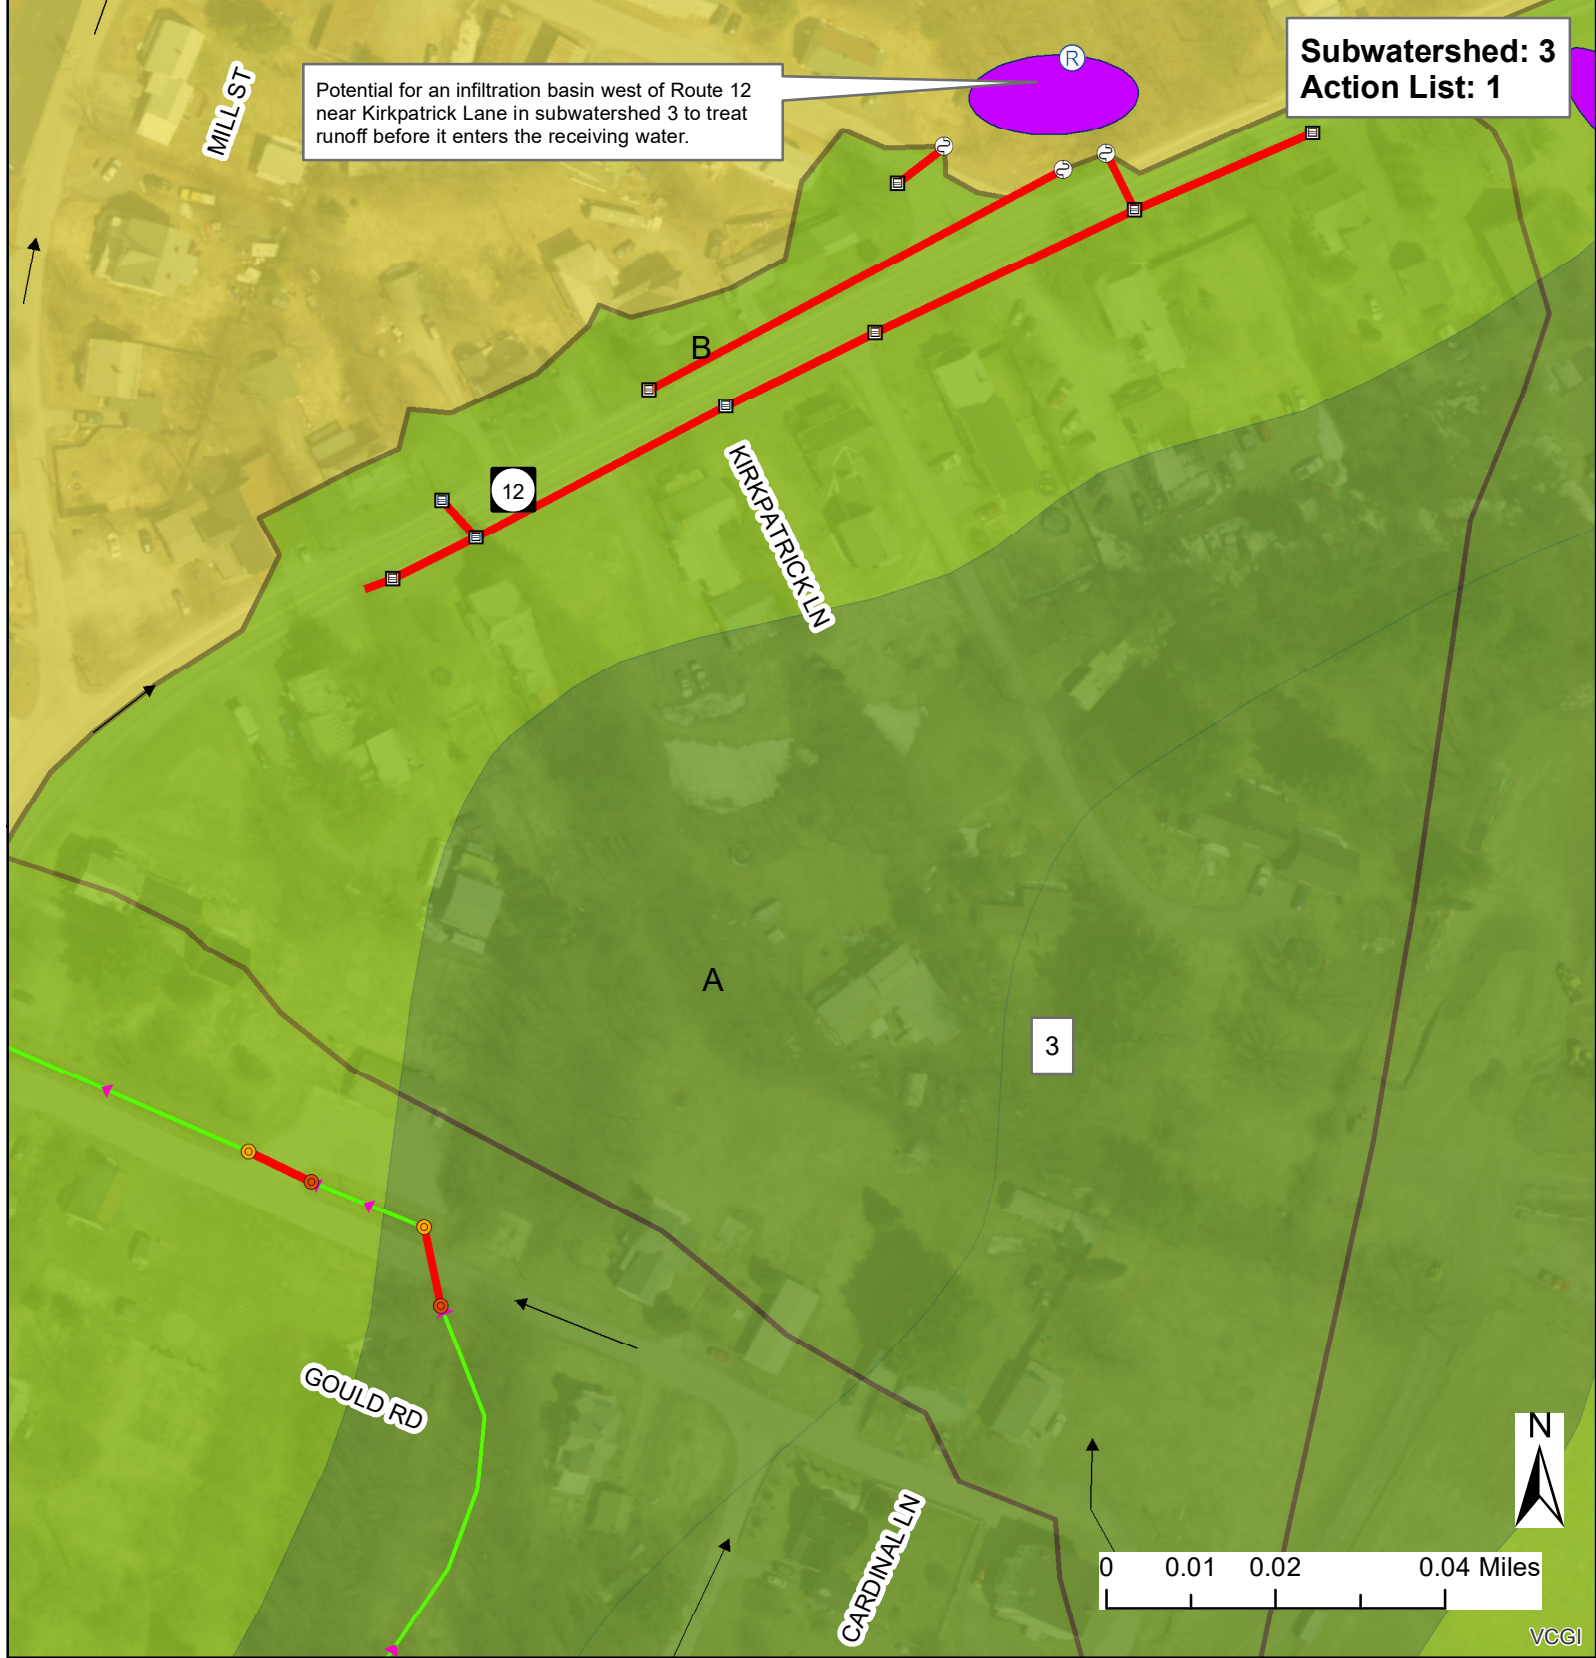 Subwatershed: 3
Action List: 1
R
Potential for an infiltration basin west of Route 12
near Kirkpatrick Lane in subwatershed 3 to treat
runoff before it enters the receiving water.
MILL ST
B
12
KIRKPATRICK LN
A
3
GOULD RD
CARDINAL LN
N
0 0.01 0.02 0.04 Miles
VCGI